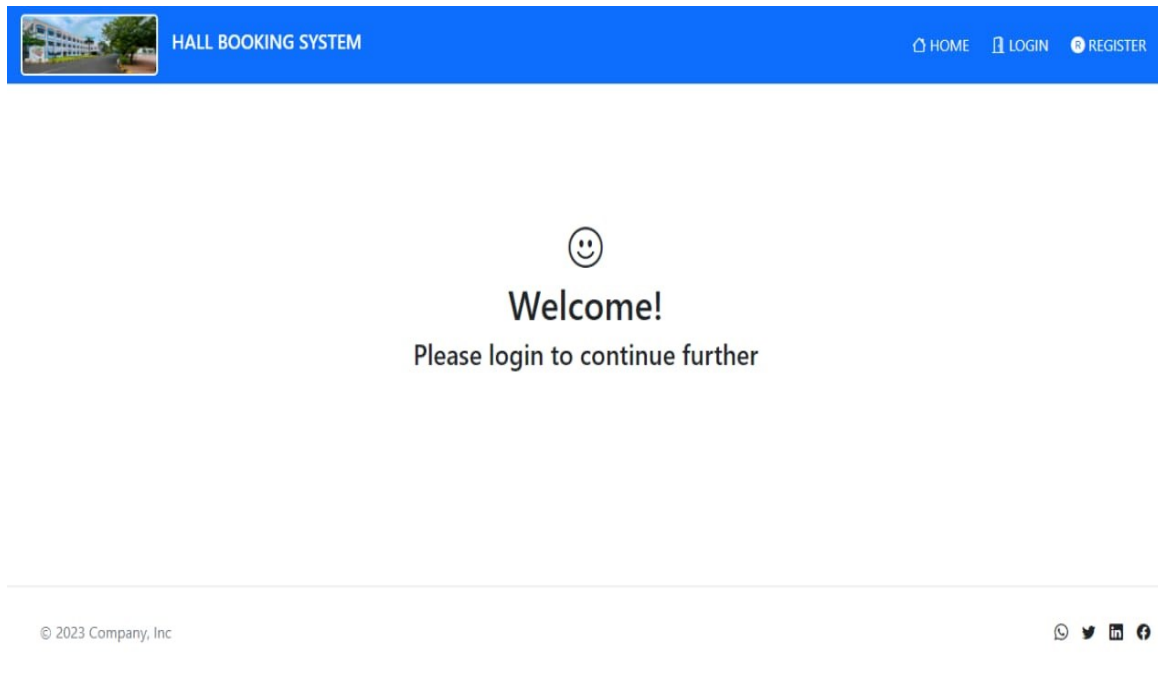 HALL BOOKING SYSTEM
HOME LOGIN R REGISTER
Welcome!
Please login to continue further
© 2023 Company, Inc